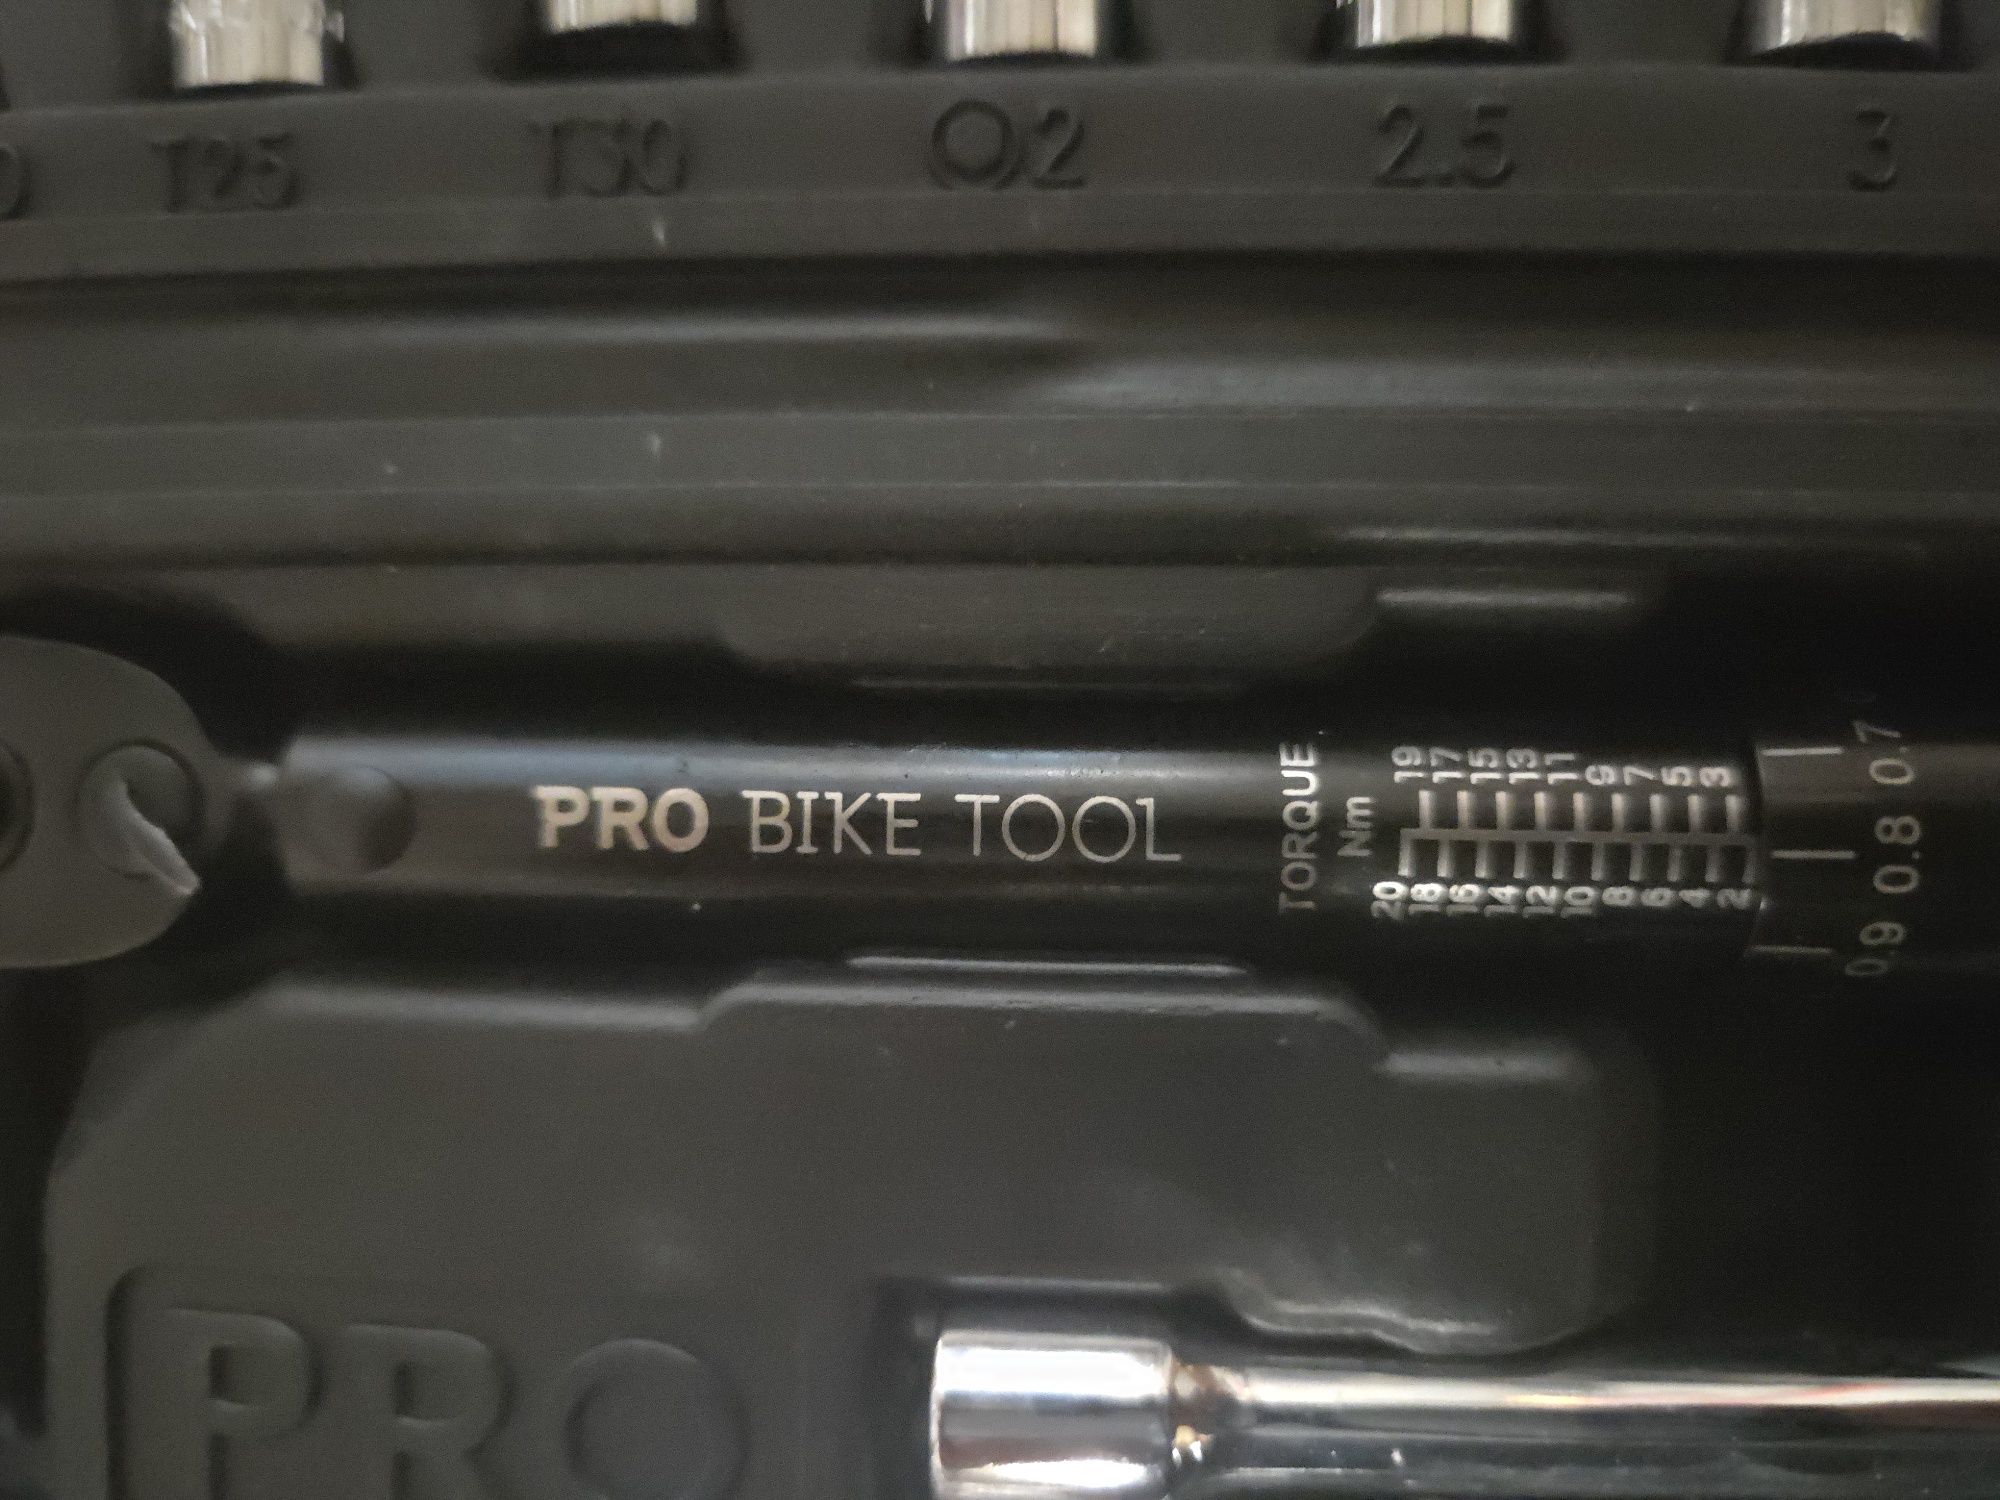 T25 T30 2 2.5 3
PRO BIKE TOOL
TORQUE
Nm
19 17 15 13 11 9 7 5 3
20 18 16 14 12 10 8 6 4 2
0.7
0.8
0.9
PRO